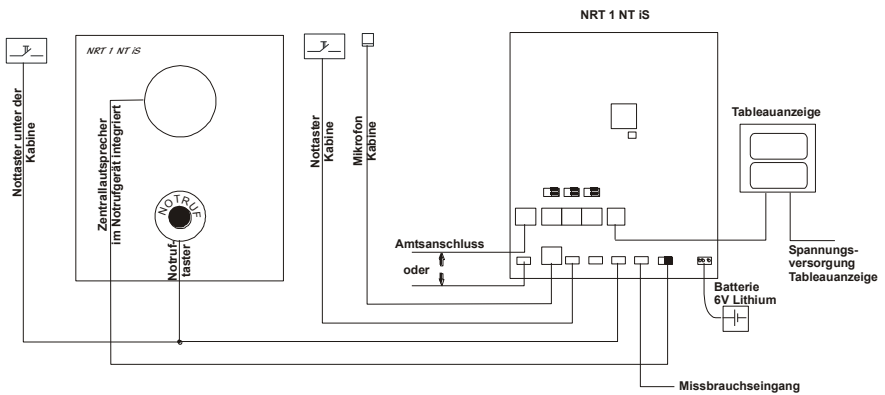 NRT 1 NT iS
NRT 1 NT iS
Nottaster unter der
Kabine
Zentrallautsprecher
im Notrufgerät integriert
NOTRUF
Notruf-
taster
Nottaster
Kabine
Mikrofon
Kabine
Amtsanschluss
oder
Tableauanzeige
Spannungs-
versorgung
Tableauanzeige
Batterie
6V Lithium
Missbrauchseingang